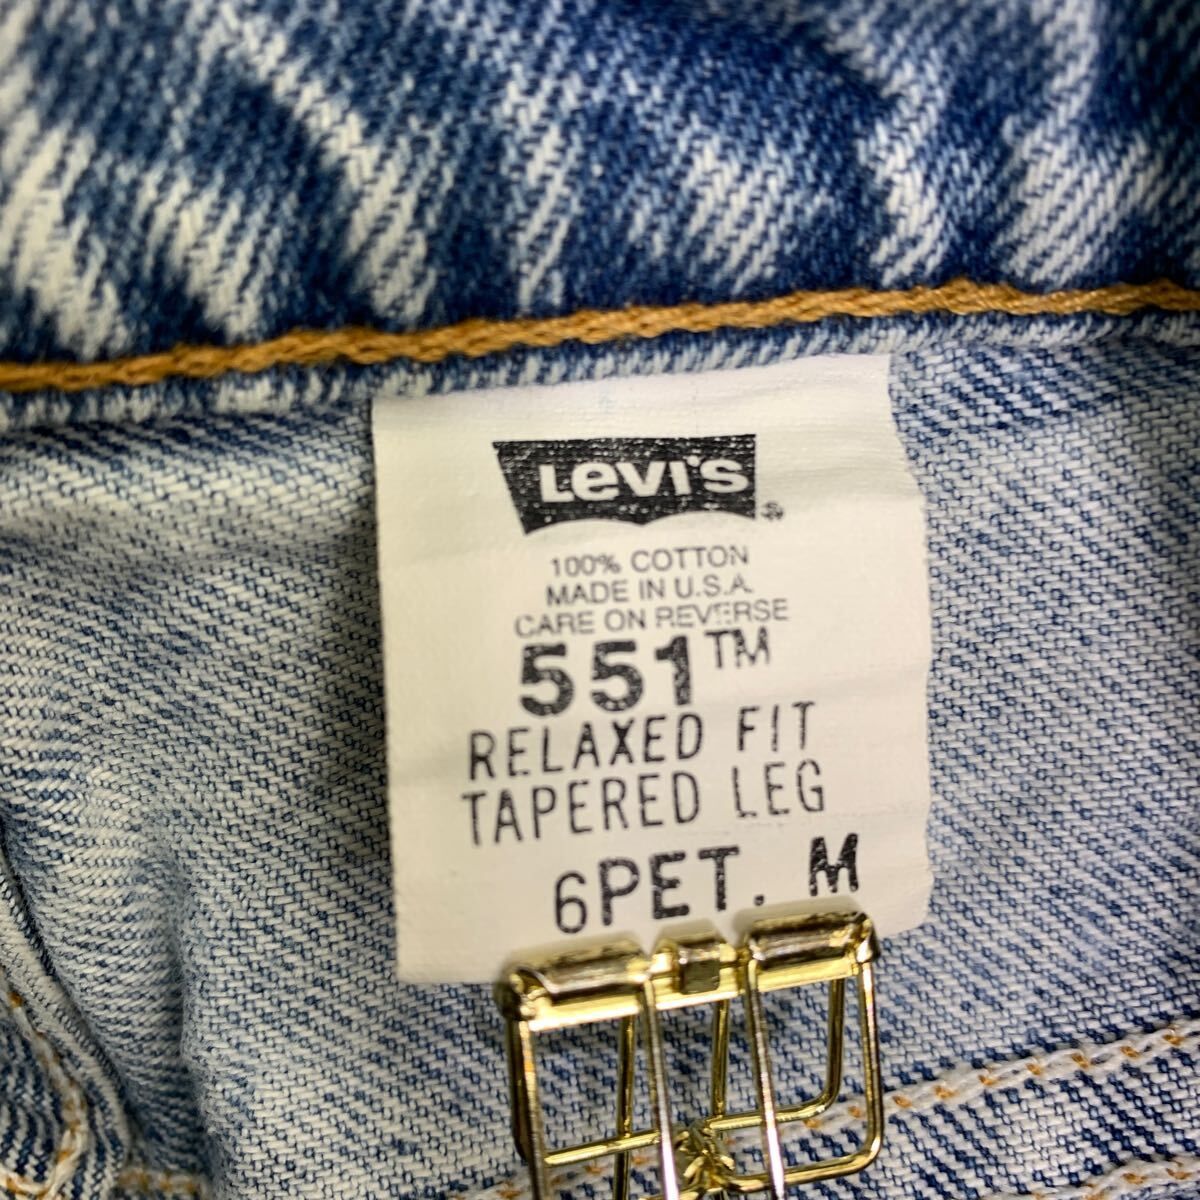 Levi's
100% COTTON
MADE IN U.S.A.
CARE ON REVERSE
551™
RELAXED FIT
TAPERED LEG
6PET. M